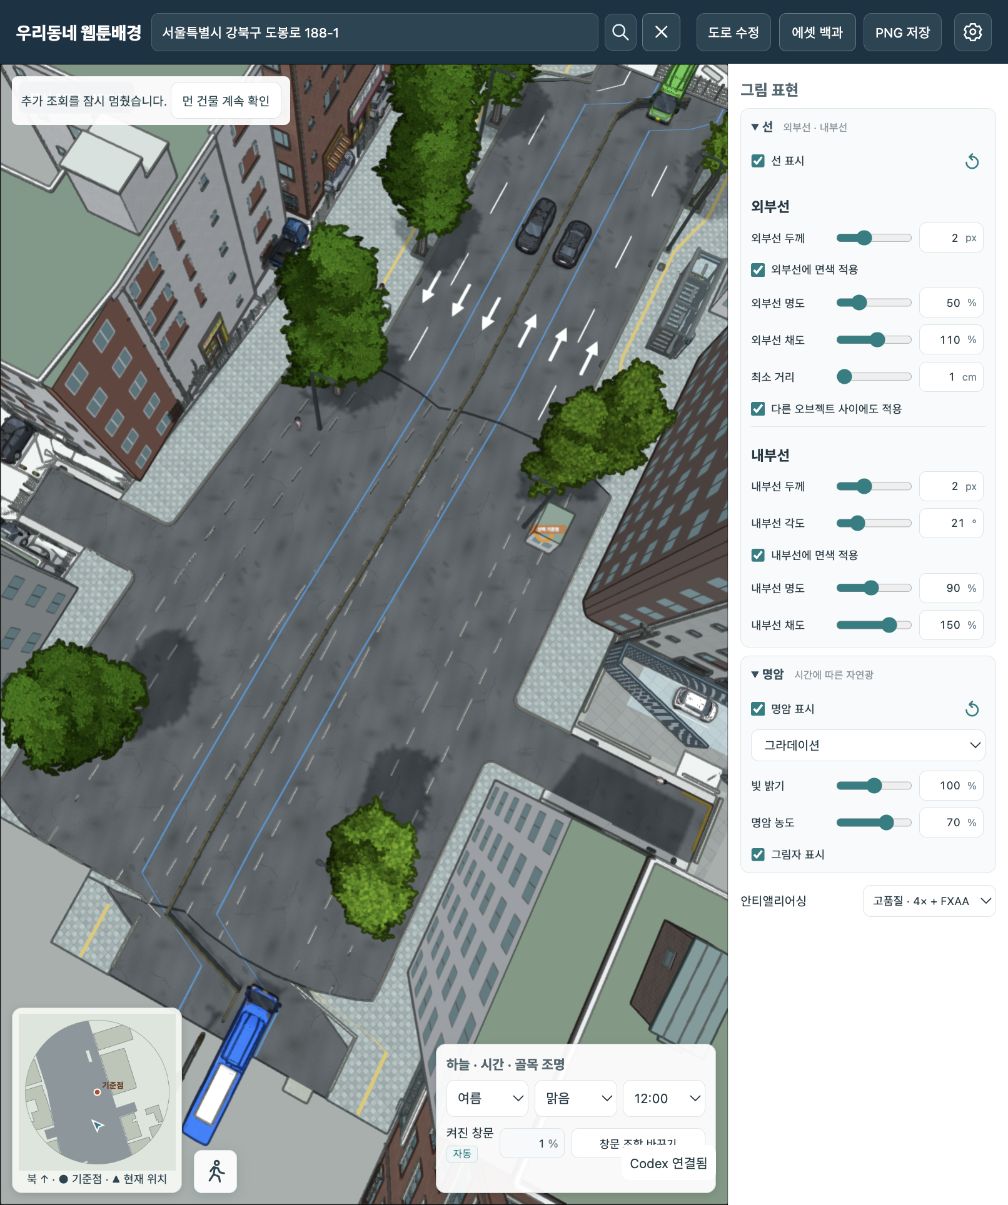 우리동네 웹툰배경
서울특별시 강북구 도봉로 188-1
도로 수정
에셋 백과
PNG 저장
추가 조회를 잠시 멈췄습니다.
먼 건물 계속 확인
그림 표현
▼ 선 외부선 · 내부선
선 표시
외부선
외부선 두께 2 px
외부선에 면색 적용
외부선 명도 50 %
외부선 채도 110 %
최소 거리 1 cm
다른 오브젝트 사이에도 적용
내부선
내부선 두께 2 px
내부선 각도 21 °
내부선에 면색 적용
내부선 명도 90 %
내부선 채도 150 %
▼ 명암 시간에 따른 자연광
명암 표시
그라데이션
빛 밝기 100 %
명암 농도 70 %
그림자 표시
안티앨리어싱 고품질 · 4× + FXAA
기준점
북 ↑ · ● 기준점 · ▲ 현재 위치
하늘 · 시간 · 골목 조명
여름 맑음 12:00
켜진 창문 1 % 창문 조합 바꾸기
자동
Codex 연결됨